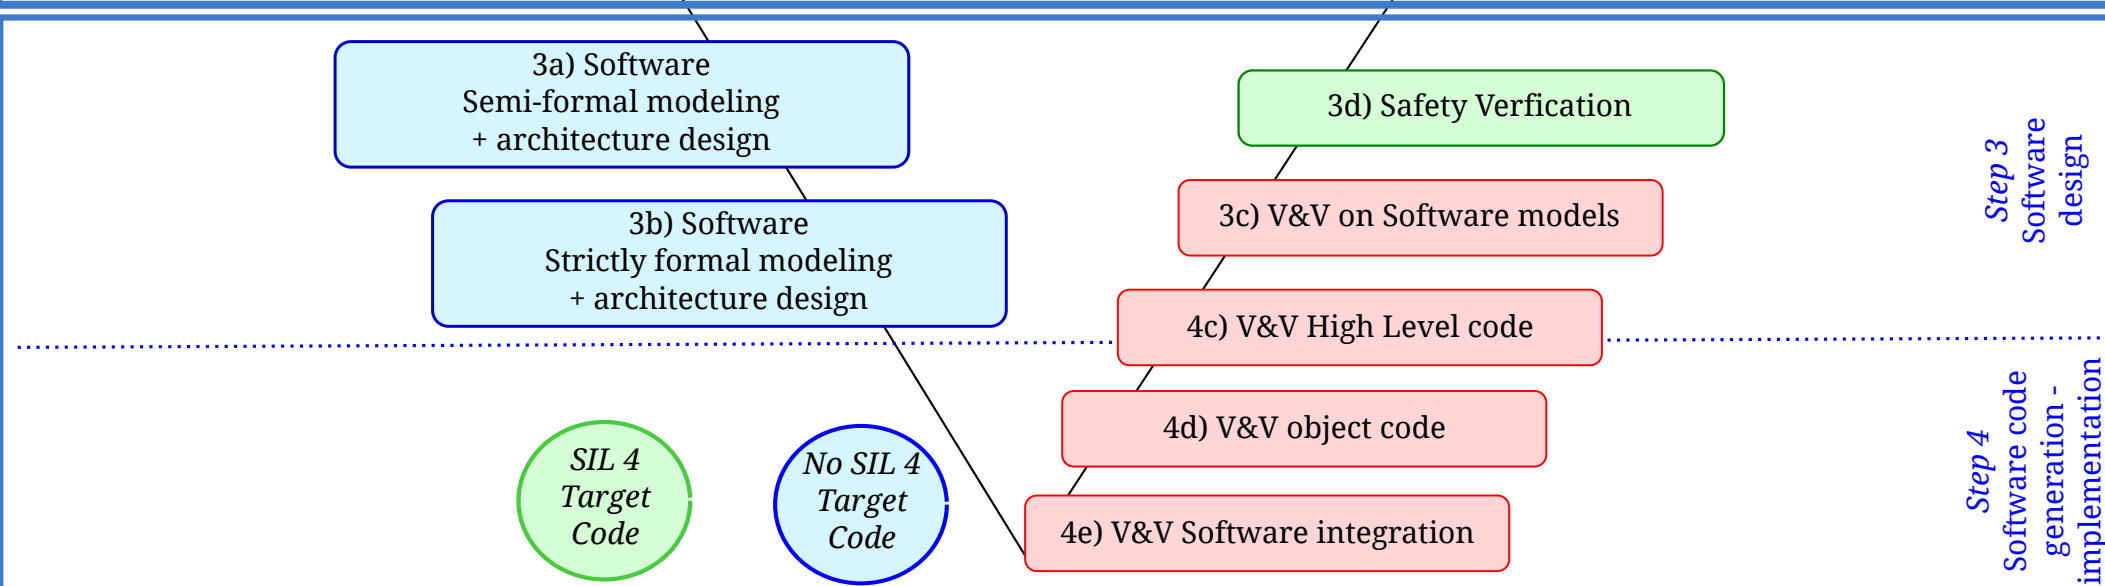 3a) Software
Semi-formal modeling
+ architecture design
3b) Software
Strictly formal modeling
+ architecture design
3d) Safety Verfication
3c) V&V on Software models
4c) V&V High Level code
4d) V&V object code
4e) V&V Software integration
SIL 4
Target
Code
No SIL 4
Target
Code
Step 3
Software
design
Step 4
Software code
generation -
implementation